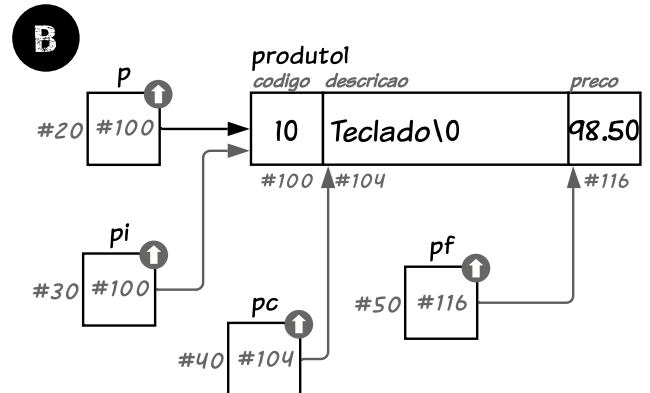 B
produto1
p
codigo descricao preco
#20 #100
10 Teclado\0 98.50
#100 #104 #116
pi
#30 #100
pf
#50 #116
pc
#40 #104